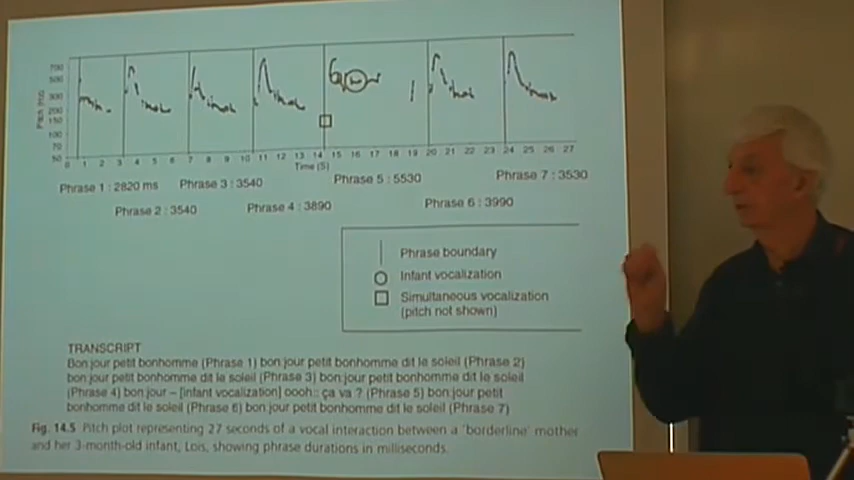 Pitch (Hz)
700
500
300
200
150
100
70
50
0 1 2 3 4 5 6 7 8 9 10 11 12 13 14 15 16 17 18 19 20 21 22 23 24 25 26 27
Time (S)
Phrase 1 : 2820 ms Phrase 3 : 3540 Phrase 5 : 5530 Phrase 7 : 3530
Phrase 2 : 3540 Phrase 4 : 3890 Phrase 6 : 3990
Phrase boundary
Infant vocalization
Simultaneous vocalization
(pitch not shown)
TRANSCRIPT
Bon jour petit bonhomme (Phrase 1) bon jour petit bonhomme dit le soleil (Phrase 2)
bon jour petit bonhomme dit le soleil (Phrase 3) bon jour petit bonhomme dit le soleil
(Phrase 4) bon jour – [infant vocalization] oooh:: ça va ? (Phrase 5) bon jour petit
bonhomme dit le soleil (Phrase 6) bon jour petit bonhomme dit le soleil (Phrase 7)
Fig. 14.5 Pitch plot representing 27 seconds of a vocal interaction between a 'borderline' mother
and her 3-month-old infant, Lois, showing phrase durations in milliseconds.